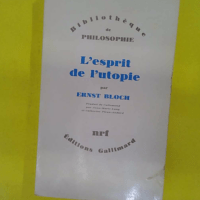 Bibliothèque
de
PHILOSOPHIE
L'esprit
de l'utopie
par
ERNST BLOCH
nrf
Éditions Gallimard